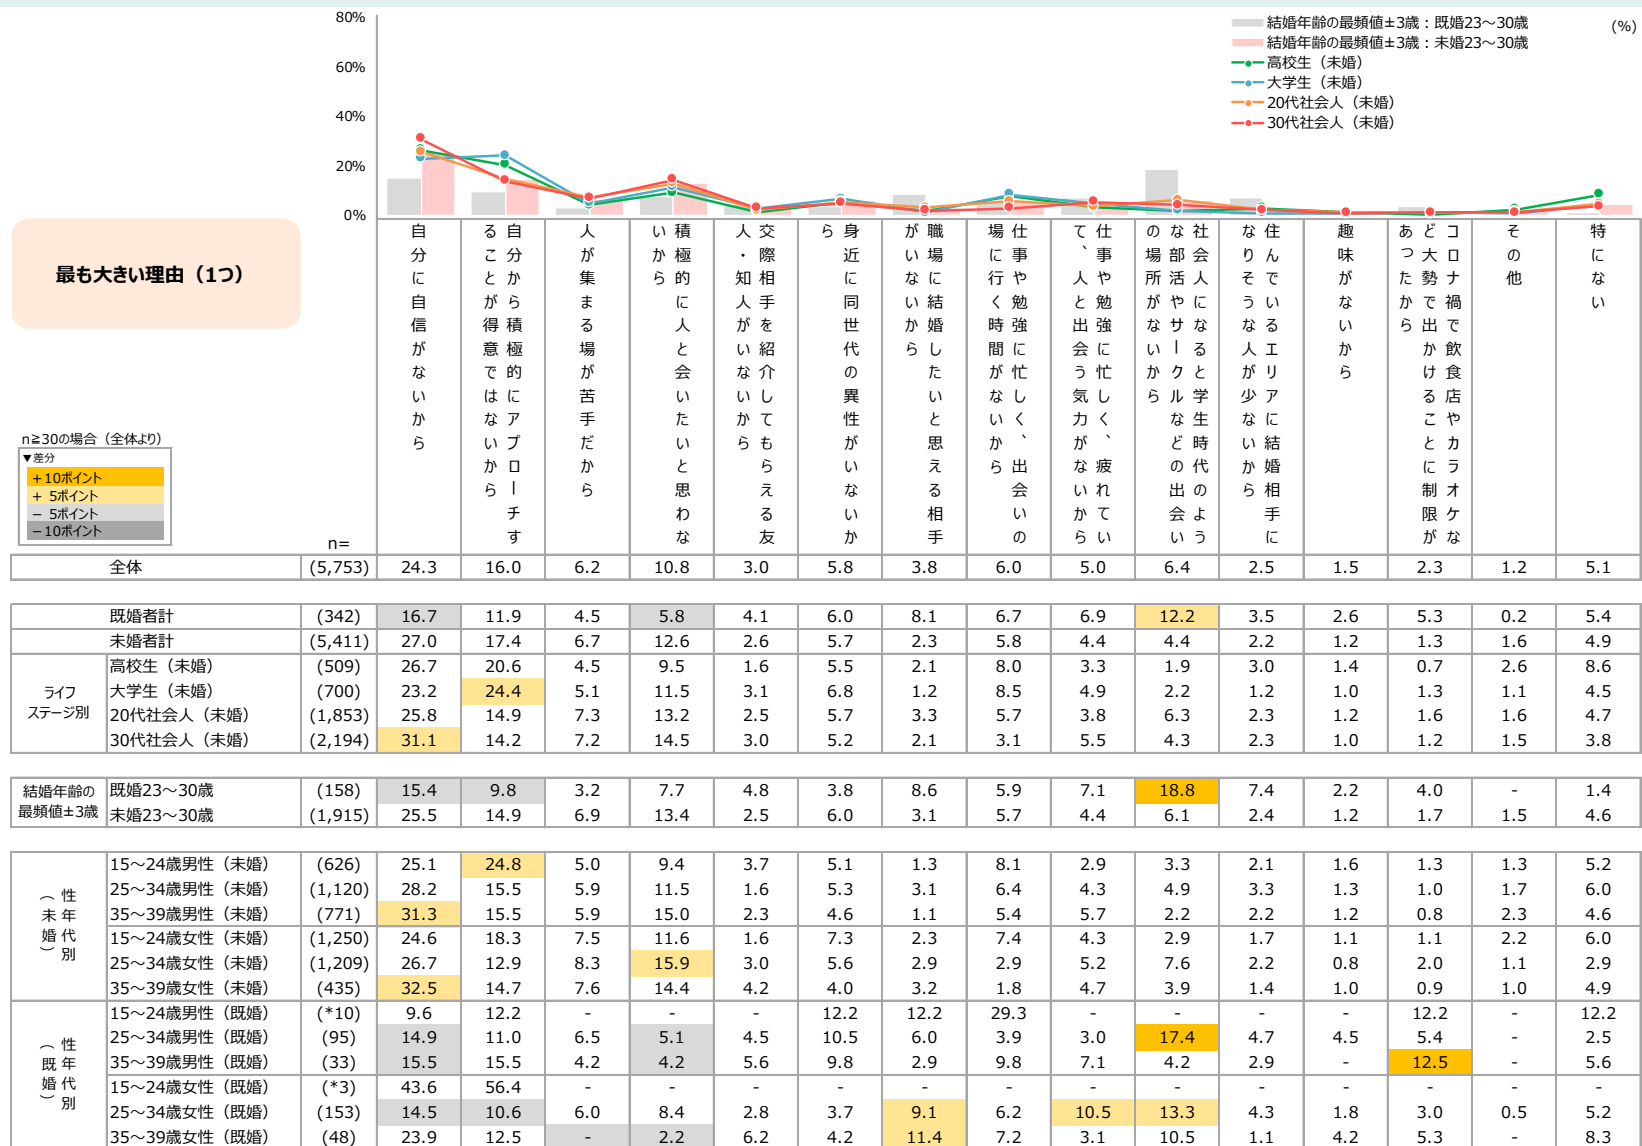 80%
60%
40%
20%
0%
結婚年齢の最頻値±3歳：既婚23～30歳
結婚年齢の最頻値±3歳：未婚23～30歳
高校生（未婚）
大学生（未婚）
20代社会人（未婚）
30代社会人（未婚）
(%)
最も大きい理由（1つ）
自分に自信がないから
自分から積極的にアプローチす
ることが得意ではないから
人が集まる場が苦手だから
積極的に人と会いたいと思わな
いから
交際相手を紹介してもらえる友
人・知人がいないから
身近に同世代の異性がいないか
ら
職場に結婚したいと思える相手
がいないから
仕事や勉強に忙しく、出会いの
場に行く時間がないから
仕事や勉強に忙しく、疲れてい
て、人と出会う気力がないから
社会人になると学生時代のよう
な部活やサークルなどの出会い
の場所がないから
住んでいるエリアに結婚相手に
なりそうな人が少ないから
趣味がないから
コロナ禍で飲食店やカラオケな
ど大勢で出かけることに制限が
あったから
その他
特にない
n≧30の場合（全体より）
▼差分
＋10ポイント
＋ 5ポイント
－ 5ポイント
－10ポイント
n=
全体 (5,753) 24.3 16.0 6.2 10.8 3.0 5.8 3.8 6.0 5.0 6.4 2.5 1.5 2.3 1.2 5.1
既婚者計 (342) 16.7 11.9 4.5 5.8 4.1 6.0 8.1 6.7 6.9 12.2 3.5 2.6 5.3 0.2 5.4
未婚者計 (5,411) 27.0 17.4 6.7 12.6 2.6 5.7 2.3 5.8 4.4 4.4 2.2 1.2 1.3 1.6 4.9
ライフ
ステージ別
高校生（未婚） (509) 26.7 20.6 4.5 9.5 1.6 5.5 2.1 8.0 3.3 1.9 3.0 1.4 0.7 2.6 8.6
大学生（未婚） (700) 23.2 24.4 5.1 11.5 3.1 6.8 1.2 8.5 4.9 2.2 1.2 1.0 1.3 1.1 4.5
20代社会人（未婚） (1,853) 25.8 14.9 7.3 13.2 2.5 5.7 3.3 5.7 3.8 6.3 2.3 1.2 1.6 1.6 4.7
30代社会人（未婚） (2,194) 31.1 14.2 7.2 14.5 3.0 5.2 2.1 3.1 5.5 4.3 2.3 1.0 1.2 1.5 3.8
結婚年齢の
最頻値±3歳
既婚23～30歳 (158) 15.4 9.8 3.2 7.7 4.8 3.8 8.6 5.9 7.1 18.8 7.4 2.2 4.0 - 1.4
未婚23～30歳 (1,915) 25.5 14.9 6.9 13.4 2.5 6.0 3.1 5.7 4.4 6.1 2.4 1.2 1.7 1.5 4.6
性年代別
（未婚）
15～24歳男性（未婚） (626) 25.1 24.8 5.0 9.4 3.7 5.1 1.3 8.1 2.9 3.3 2.1 1.6 1.3 1.3 5.2
25～34歳男性（未婚） (1,120) 28.2 15.5 5.9 11.5 1.6 5.3 3.1 6.4 4.3 4.9 3.3 1.3 1.0 1.7 6.0
35～39歳男性（未婚） (771) 31.3 15.5 5.9 15.0 2.3 4.6 1.1 5.4 5.7 2.2 2.2 1.2 0.8 2.3 4.6
15～24歳女性（未婚） (1,250) 24.6 18.3 7.5 11.6 1.6 7.3 2.3 7.4 4.3 2.9 1.7 1.1 1.1 2.2 6.0
25～34歳女性（未婚） (1,209) 26.7 12.9 8.3 15.9 3.0 5.6 2.9 2.9 5.2 7.6 2.2 0.8 2.0 1.1 2.9
35～39歳女性（未婚） (435) 32.5 14.7 7.6 14.4 4.2 4.0 3.2 1.8 4.7 3.9 1.4 1.0 0.9 1.0 4.9
性年代別
（既婚）
15～24歳男性（既婚） (*10) 9.6 12.2 - - - 12.2 12.2 29.3 - - - - 12.2 - 12.2
25～34歳男性（既婚） (95) 14.9 11.0 6.5 5.1 4.5 10.5 6.0 3.9 3.0 17.4 4.7 4.5 5.4 - 2.5
35～39歳男性（既婚） (33) 15.5 15.5 4.2 4.2 5.6 9.8 2.9 9.8 7.1 4.2 2.9 - 12.5 - 5.6
15～24歳女性（既婚） (*3) 43.6 56.4 - - - - - - - - - - - - -
25～34歳女性（既婚） (153) 14.5 10.6 6.0 8.4 2.8 3.7 9.1 6.2 10.5 13.3 4.3 1.8 3.0 0.5 5.2
35～39歳女性（既婚） (48) 23.9 12.5 - 2.2 6.2 4.2 11.4 7.2 3.1 10.5 1.1 4.2 5.3 - 8.3